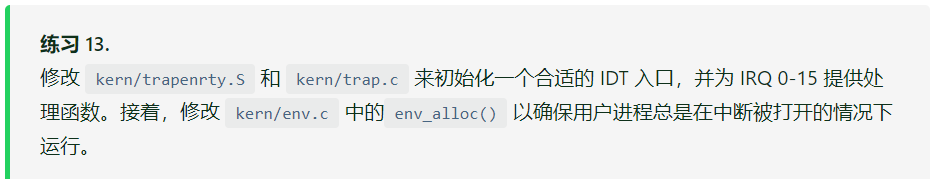 练习 13.
修改 kern/trapenrty.S 和 kern/trap.c 来初始化一个合适的 IDT 入口，并为 IRQ 0-15 提供处
理函数。接着，修改 kern/env.c 中的 env_alloc() 以确保用户进程总是在中断被打开的情况下
运行。